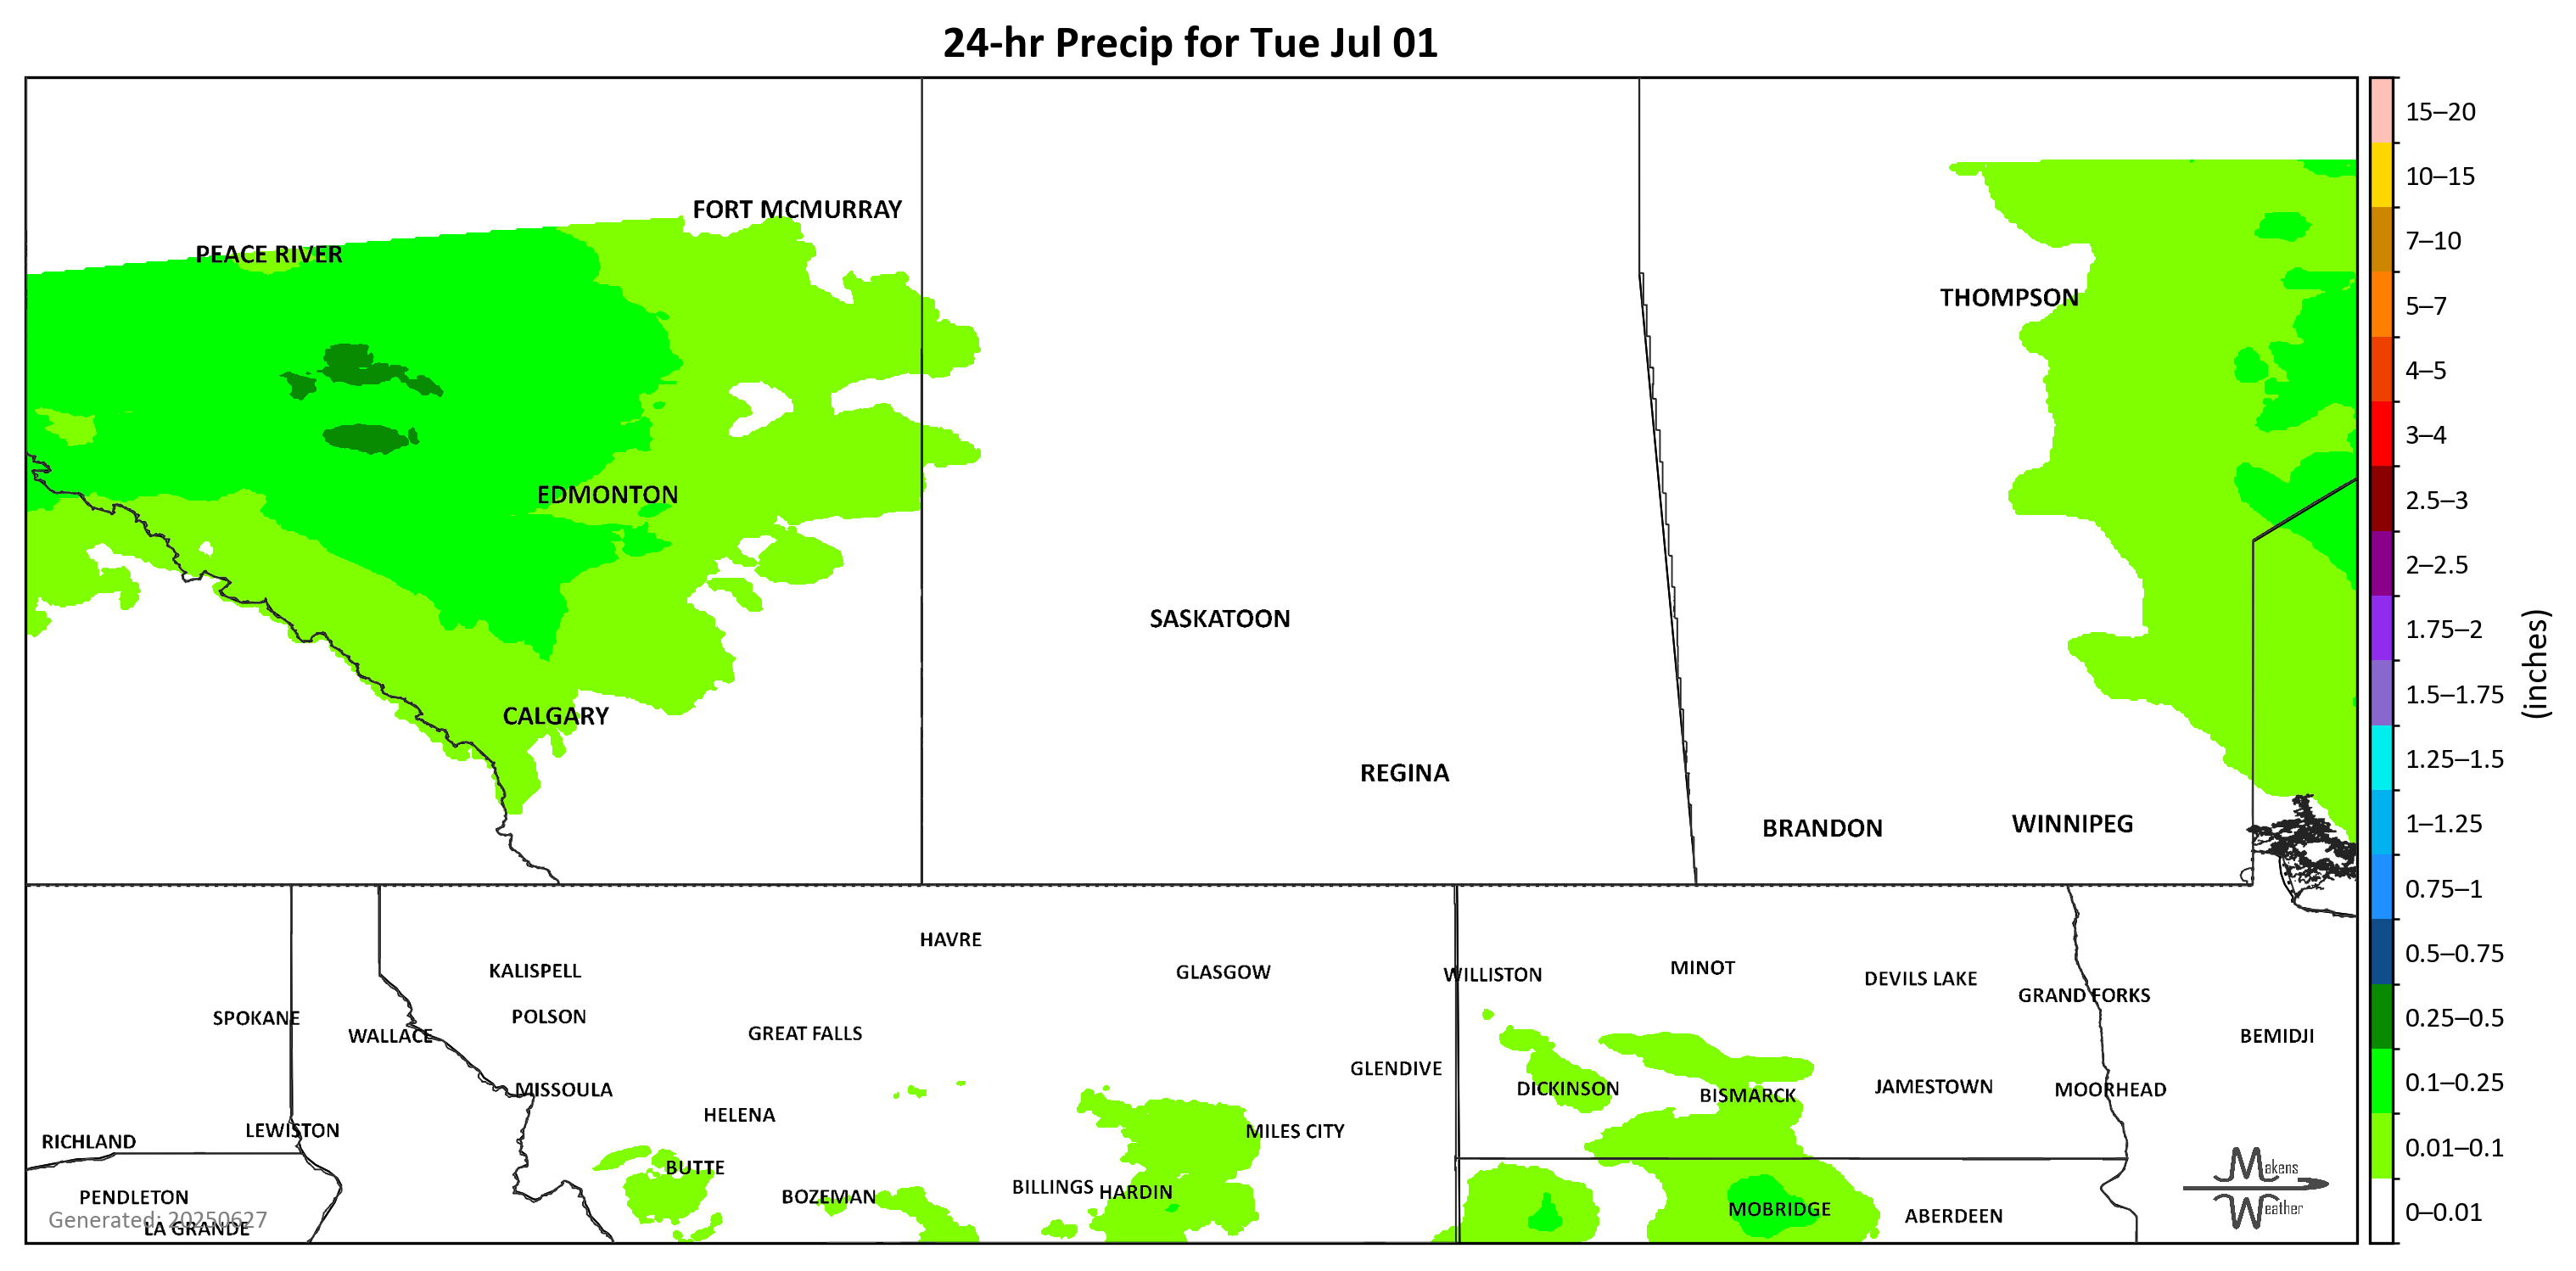 24-hr Precip for Tue Jul 01
FORT MCMURRAY
PEACE RIVER
THOMPSON
EDMONTON
SASKATOON
CALGARY
REGINA
BRANDON
WINNIPEG
HAVRE
KALISPELL
GLASGOW
WILLISTON
MINOT
DEVILS LAKE
GRAND FORKS
SPOKANE
POLSON
WALLACE
GREAT FALLS
BEMIDJI
GLENDIVE
MISSOULA
DICKINSON
BISMARCK
JAMESTOWN
MOORHEAD
HELENA
LEWISTON
RICHLAND
MILES CITY
BUTTE
PENDLETON
BOZEMAN
BILLINGS
HARDIN
MOBRIDGE
ABERDEEN
Generated: 20250627
LA GRANDE
Makens
Weather
15–20
10–15
7–10
5–7
4–5
3–4
2.5–3
2–2.5
1.75–2
1.5–1.75
1.25–1.5
1–1.25
0.75–1
0.5–0.75
0.25–0.5
0.1–0.25
0.01–0.1
0–0.01
(inches)